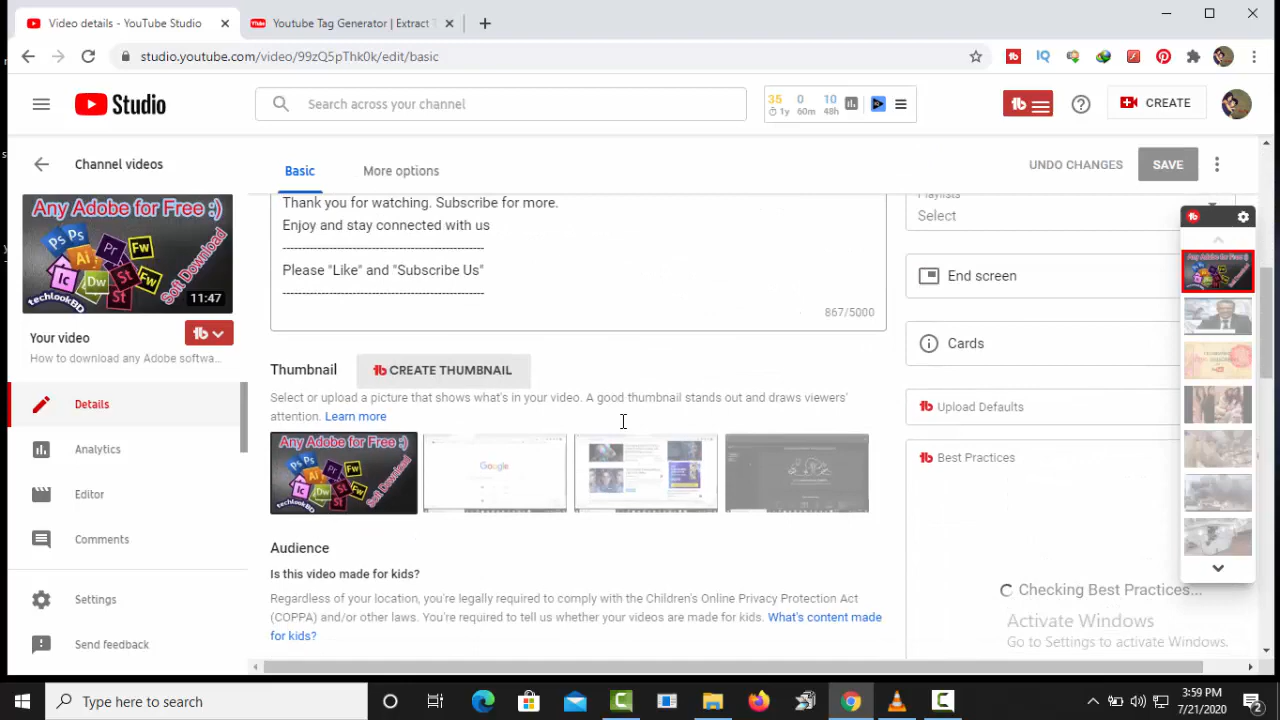 Video details - YouTube Studio
Youtube Tag Generator | Extract T
studio.youtube.com/video/99zQ5pThk0k/edit/basic
Studio
Search across your channel
35 0 10
1y 60m 48h
CREATE
Channel videos
Basic
More options
UNDO CHANGES
SAVE
Any Adobe for Free :)
Soft Download
techlookBD
11:47
Your video
How to download any Adobe softwa...
Details
Analytics
Editor
Comments
Settings
Send feedback
Thank you for watching. Subscribe for more.
Enjoy and stay connected with us
-------------------------------------------------
Please "Like" and "Subscribe Us"
-------------------------------------------------
867/5000
Thumbnail
CREATE THUMBNAIL
Select or upload a picture that shows what's in your video. A good thumbnail stands out and draws viewers'
attention. Learn more
Any Adobe for Free :)
Soft Download
techlookBD
Google
Audience
Is this video made for kids?
Regardless of your location, you're legally required to comply with the Children's Online Privacy Protection Act
(COPPA) and/or other laws. You're required to tell us whether your videos are made for kids. What's content made
for kids?
Playlists
Select
End screen
Cards
Upload Defaults
Best Practices
Checking Best Practices...
Activate Windows
Go to Settings to activate Windows.
Type here to search
3:59 PM
7/21/2020
2